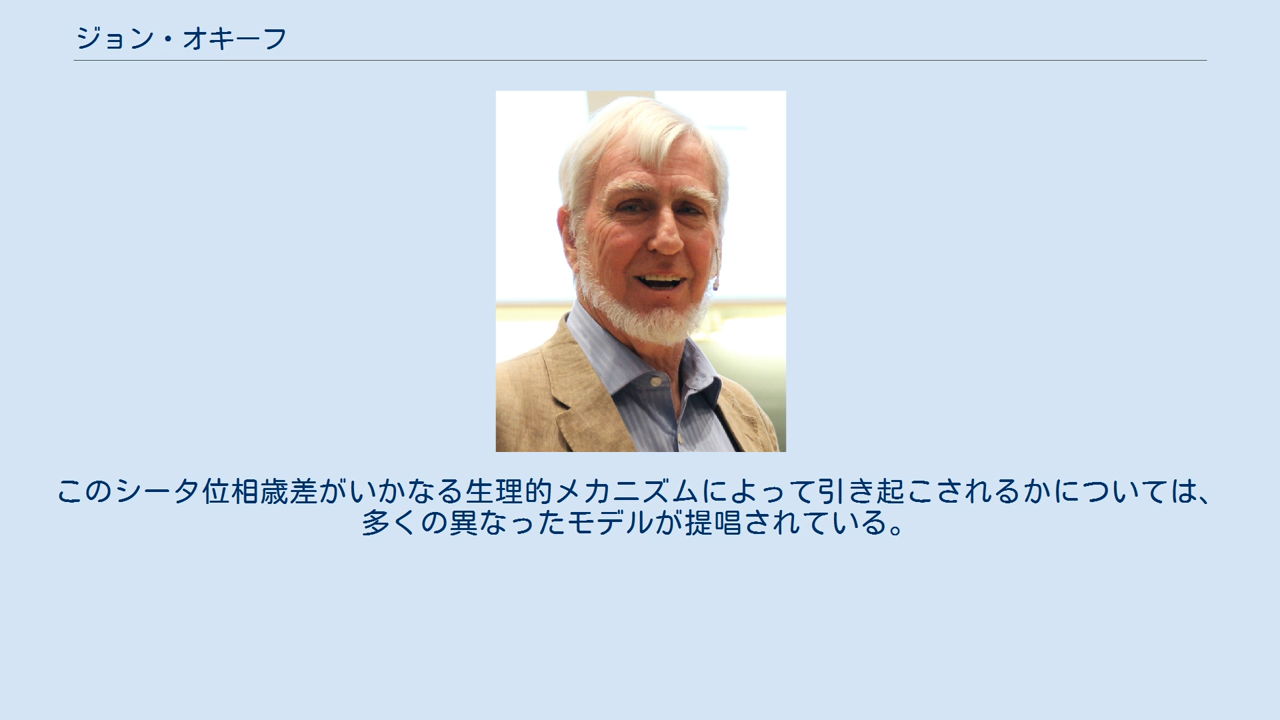 ジョン・オキーフ
このシータ位相歳差がいかなる生理的メカニズムによって引き起こされるかについては、
多くの異なったモデルが提唱されている。